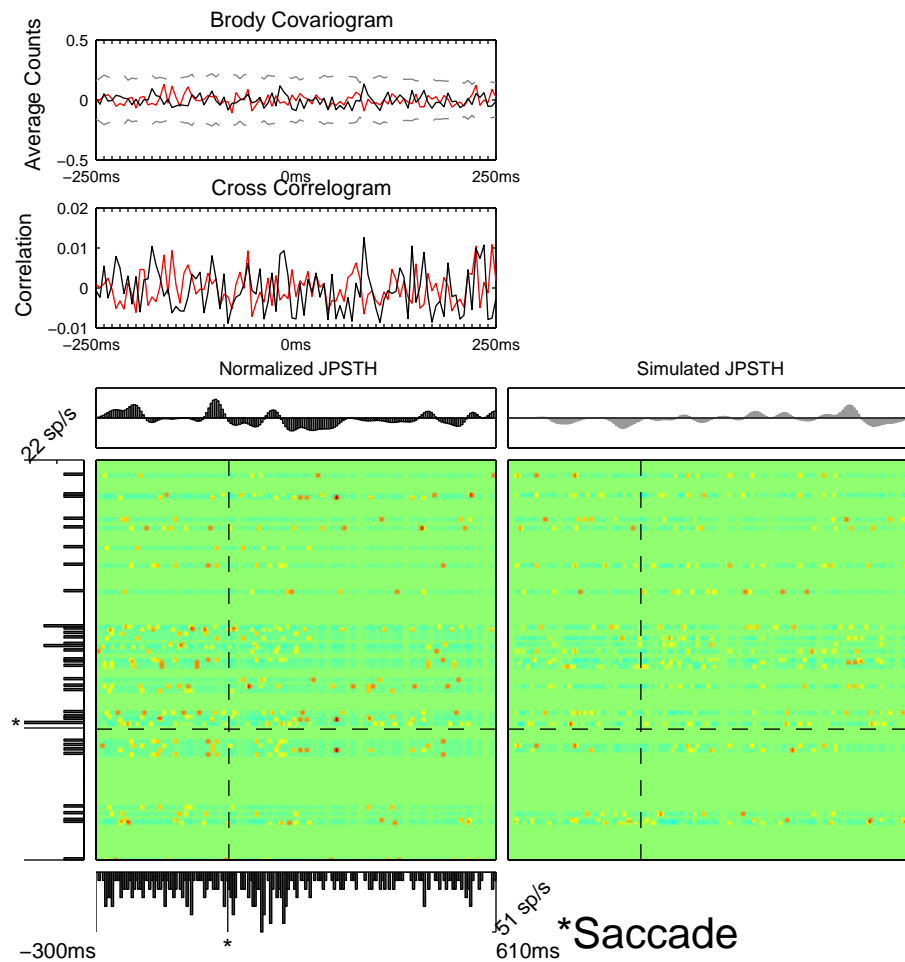 Brody Covariogram
0.5
0
−0.5
Average Counts
−250ms 0ms 250ms
Cross Correlogram
0.02
0.01
0
−0.01
Correlation
−250ms 0ms 250ms
Normalized JPSTH
Simulated JPSTH
22 sp/s
*
*
51 sp/s
−300ms
610ms
*Saccade